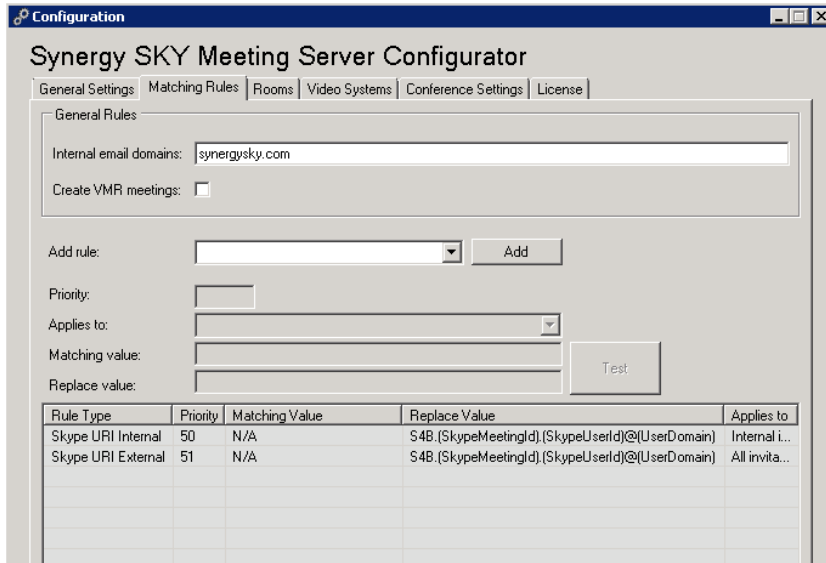 Configuration
Synergy SKY Meeting Server Configurator
General Settings Matching Rules Rooms Video Systems Conference Settings License
General Rules
Internal email domains: synergysky.com
Create VMR meetings:
Add rule: Add
Priority:
Applies to:
Matching value:
Test
Replace value:
Rule Type Priority Matching Value Replace Value Applies to
Skype URI Internal 50 N/A S4B.(SkypeMeetingId).(SkypeUserId)@(UserDomain) Internal i...
Skype URI External 51 N/A S4B.(SkypeMeetingId).(SkypeUserId)@(UserDomain) All invita...